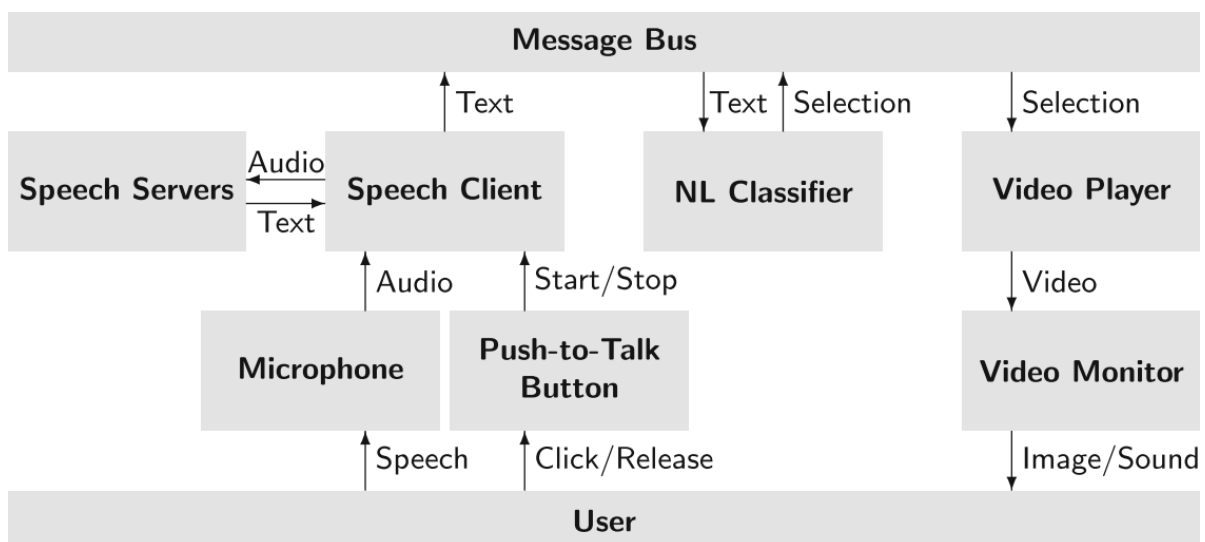 Message Bus
Text
Text
Selection
Selection
Speech Servers
Audio
Text
Speech Client
NL Classifier
Video Player
Audio
Start/Stop
Video
Microphone
Push-to-Talk
Button
Video Monitor
Speech
Click/Release
Image/Sound
User